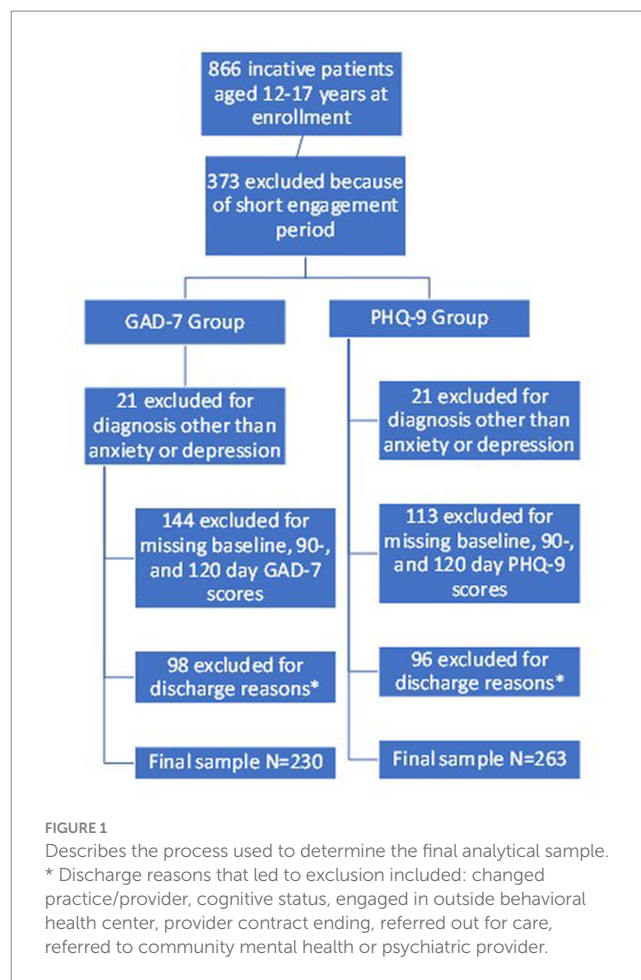 866 incative patients
aged 12-17 years at
enrollment
373 excluded because
of short engagement
period
GAD-7 Group
PHQ-9 Group
21 excluded for
diagnosis other than
anxiety or depression
21 excluded for
diagnosis other than
anxiety or depression
144 excluded for
missing baseline, 90-,
and 120 day GAD-7
scores
113 excluded for
missing baseline, 90-,
and 120 day PHQ-9
scores
98 excluded for
discharge reasons*
96 excluded for
discharge reasons*
Final sample N=230
Final sample N=263
FIGURE 1
Describes the process used to determine the final analytical sample.
* Discharge reasons that led to exclusion included: changed
practice/provider, cognitive status, engaged in outside behavioral
health center, provider contract ending, referred out for care,
referred to community mental health or psychiatric provider.